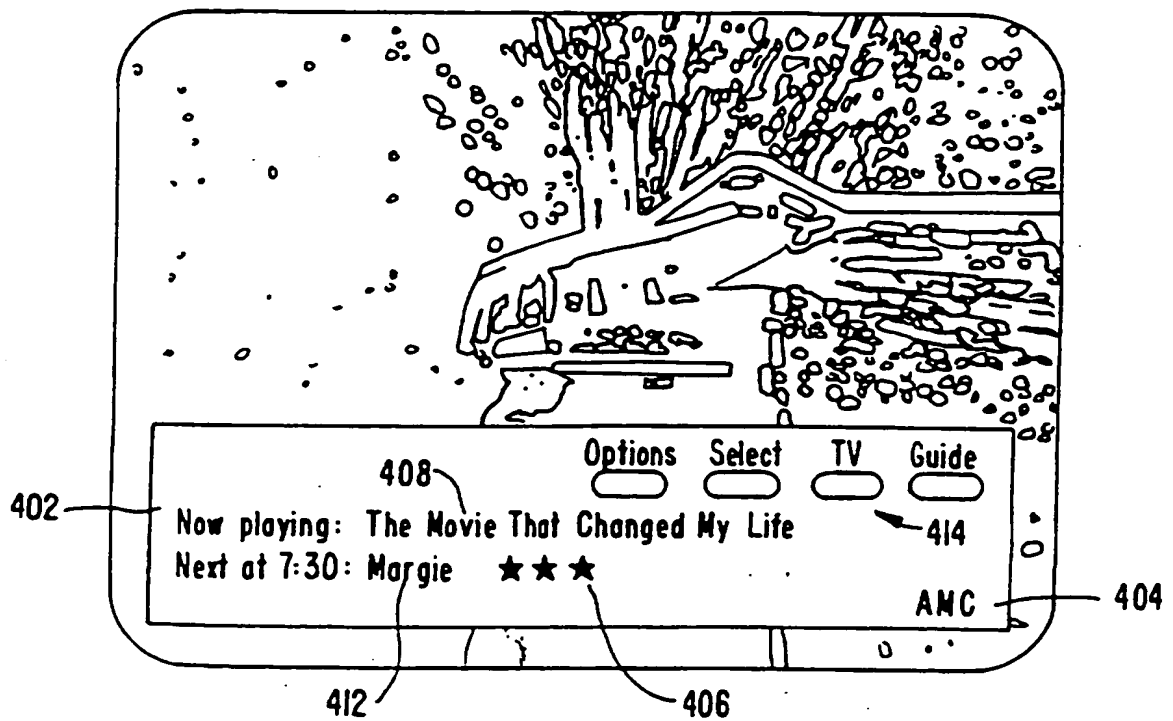 Options Select TV Guide
408
402
Now playing: The Movie That Changed My Life
414
Next at 7:30: Margie ★★★
AMC
404
412
406